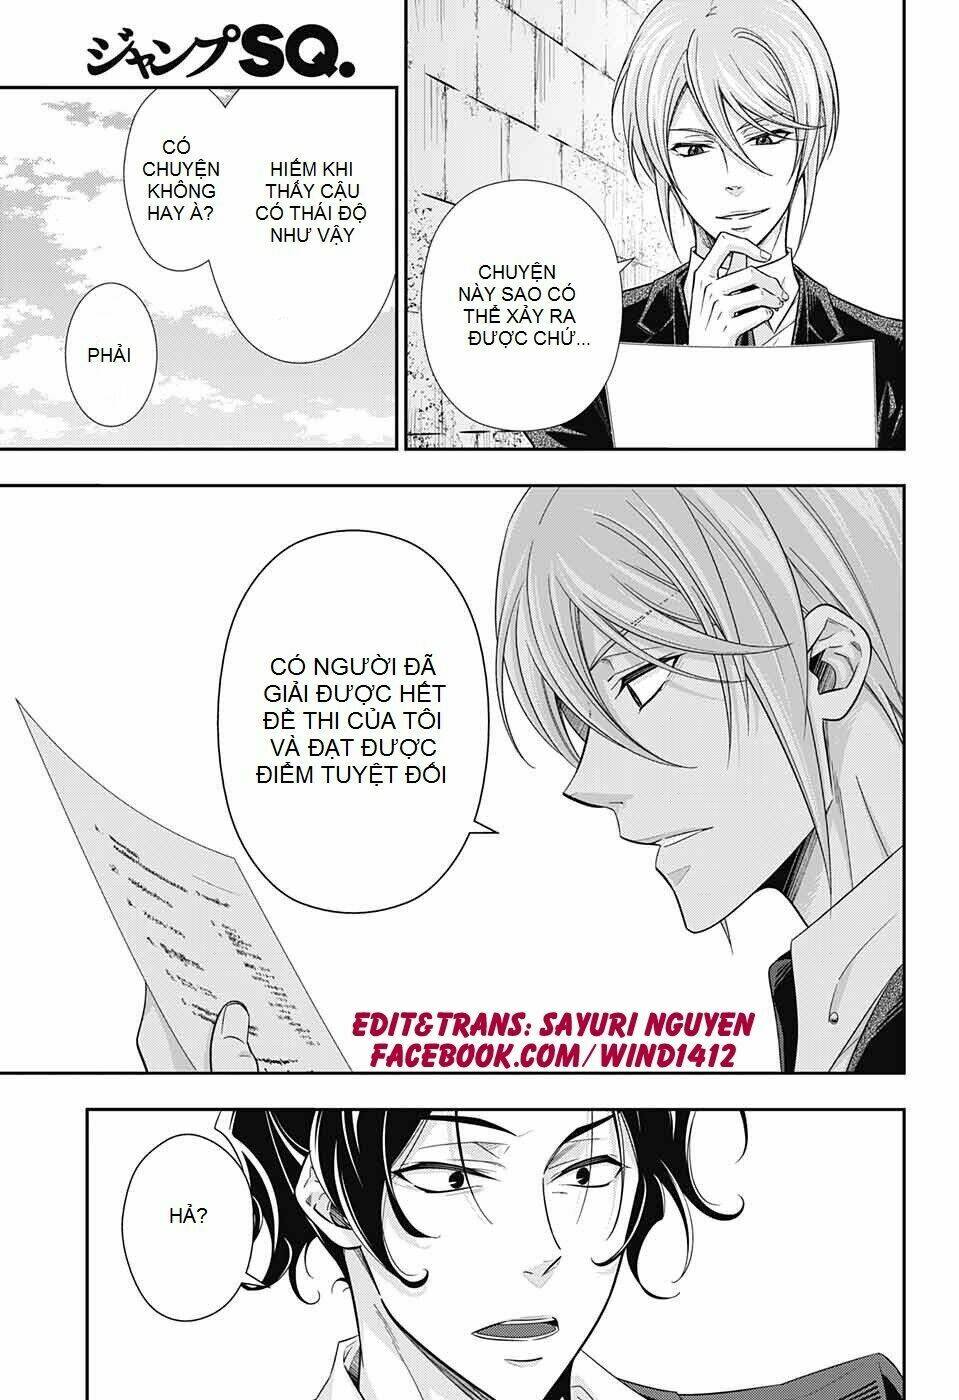 ジャンプSQ.
CHUYỆN
NÀY SAO CÓ
THỂ XẢY RA
ĐƯỢC CHỨ...
HIẾM KHI
THẤY CẬU
CÓ THÁI ĐỘ
NHƯ VẬY
CÓ
CHUYỆN
KHÔNG
HAY À?
PHẢI
CÓ NGƯỜI ĐÃ
GIẢI ĐƯỢC HẾT
ĐỀ THI CỦA TÔI
VÀ ĐẠT ĐƯỢC
ĐIỂM TUYỆT ĐỐI
EDIT&TRANS: SAYURI NGUYEN
FACEBOOK.COM/WIND1412
HẢ?